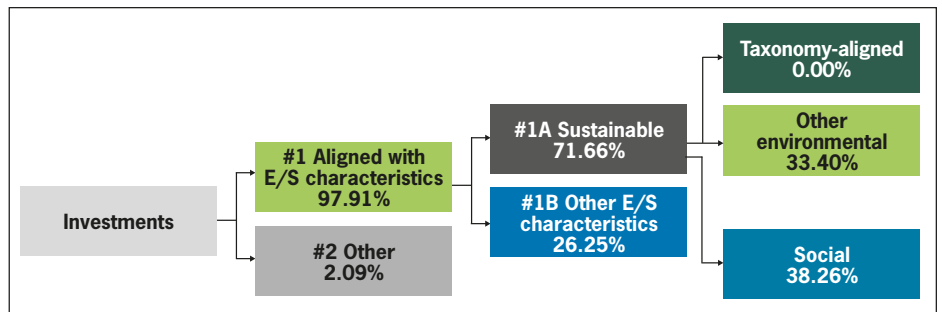 Investments
#1 Aligned with
E/S characteristics
97.91%
#2 Other
2.09%
#1A Sustainable
71.66%
#1B Other E/S
characteristics
26.25%
Taxonomy-aligned
0.00%
Other
environmental
33.40%
Social
38.26%